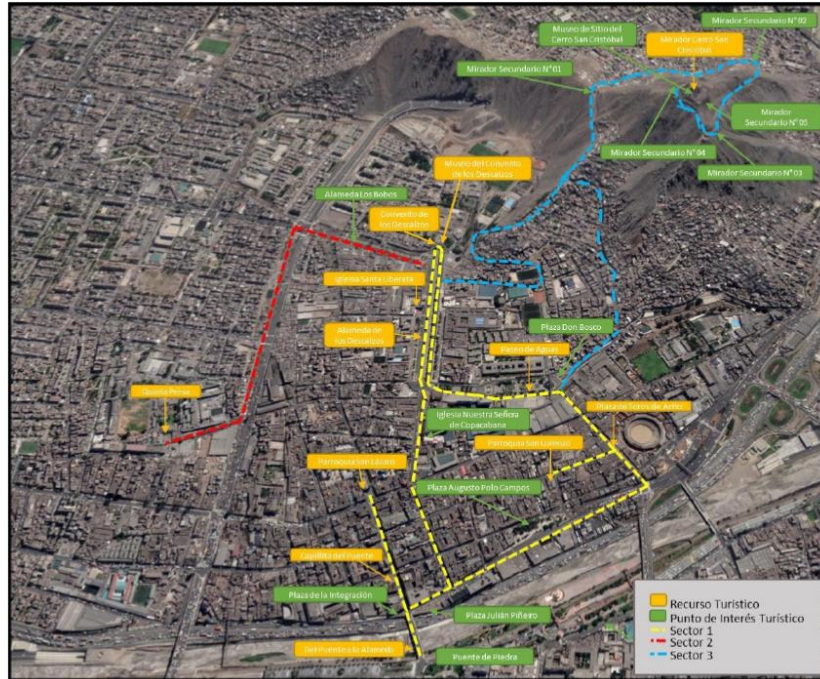 Museo de Sitio del
Cerro San Cristóbal
Mirador Secundario N° 02
Mirador Cerro San
Cristóbal
Mirador Secundario N° 01
Mirador
Secundario N° 05
Mirador Secundario N° 04
Mirador Secundario N° 03
Museo del Convento
de los Descalzos
Alameda Los Bobos
Convento de
los Descalzos
Iglesia Santa Liberata
Alameda de
los Descalzos
Plaza Don Bosco
Paseo de Aguas
Quinta Presa
Iglesia Nuestra Señora
de Copacabana
Plaza de Toros de Acho
Parroquia San Lorenzo
Parroquia San Lázaro
Plaza Augusto Polo Campos
Capillita del Puente
Plaza de la Integración
Plaza Julián Piñeiro
Del Puente a la Alameda
Puente de Piedra
Recurso Turístico
Punto de Interés Turístico
Sector 1
Sector 2
Sector 3